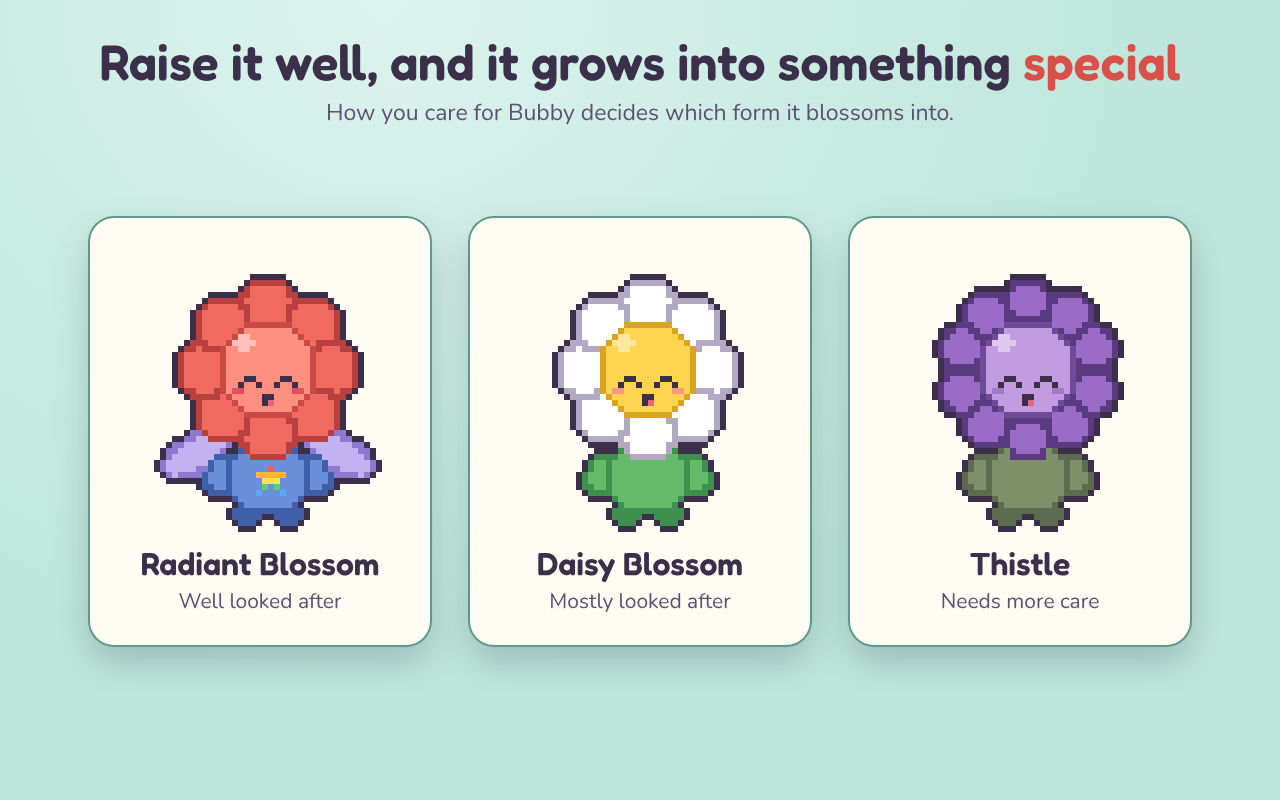 Raise it well, and it grows into something special
How you care for Bubby decides which form it blossoms into.
Radiant Blossom
Well looked after
Daisy Blossom
Mostly looked after
Thistle
Needs more care